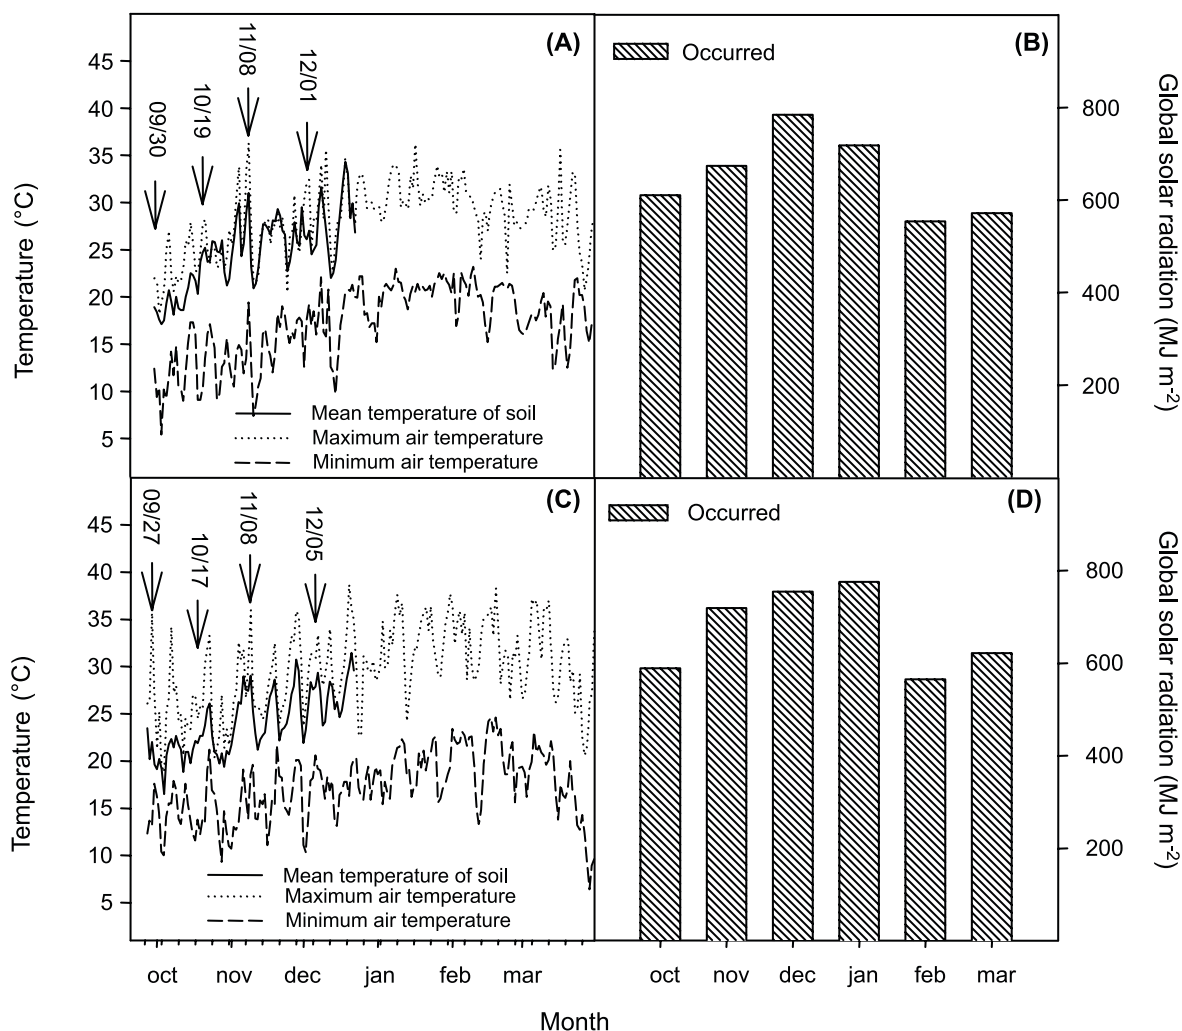 (A)
45
40
35
30
25
20
15
10
5
Temperature (°C)
09/30
10/19
11/08
12/01
Mean temperature of soil
Maximum air temperature
Minimum air temperature
(B)
Occurred
800
600
400
200
Global solar radiation (MJ m-2)
(C)
45
40
35
30
25
20
15
10
5
Temperature (°C)
09/27
10/17
11/08
12/05
Mean temperature of soil
Maximum air temperature
Minimum air temperature
oct nov dec jan feb mar
(D)
Occurred
800
600
400
200
Global solar radiation (MJ m-2)
oct nov dec jan feb mar
Month